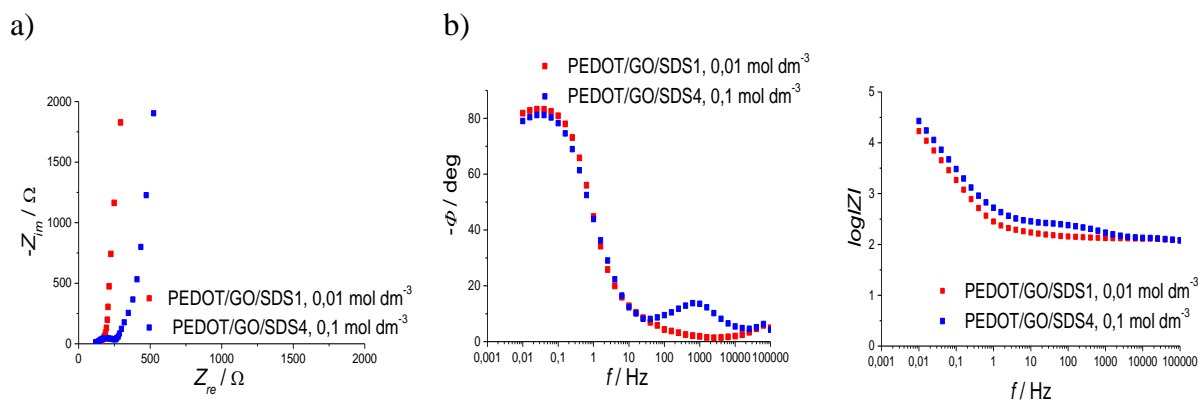 a)
b)
2000
1500
1000
500
0
0
500
1000
1500
2000
-Z_im / Ω
Z_re / Ω
PEDOT/GO/SDS1, 0,01 mol dm⁻³
PEDOT/GO/SDS4, 0,1 mol dm⁻³
PEDOT/GO/SDS1, 0,01 mol dm⁻³
PEDOT/GO/SDS4, 0,1 mol dm⁻³
80
60
40
20
0
-Φ / deg
0,001
0,01
0,1
1
10
100
1000
10000
100000
f / Hz
5
4
3
2
1
0
logIZI
PEDOT/GO/SDS1, 0,01 mol dm⁻³
PEDOT/GO/SDS4, 0,1 mol dm⁻³
0,001
0,01
0,1
1
10
100
1000
10000
100000
f / Hz